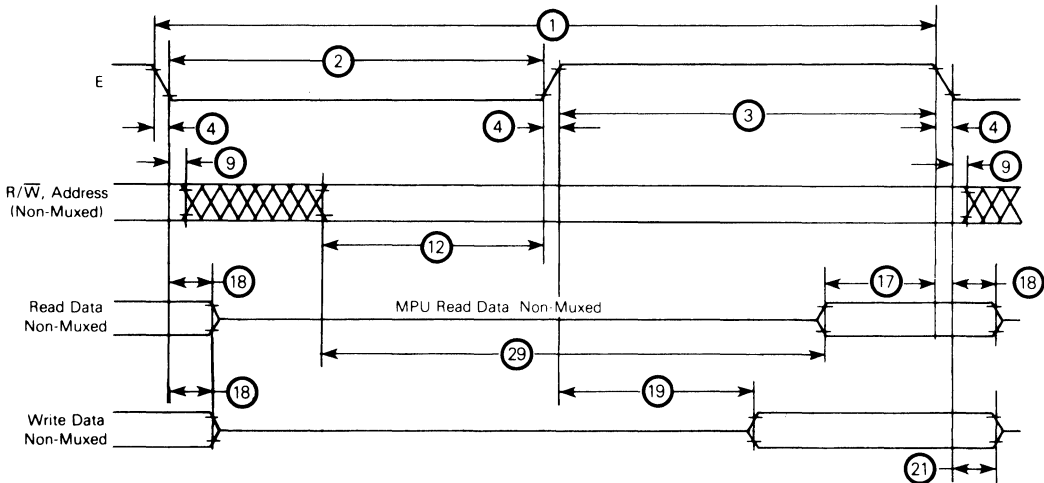 1
2
E
4
4
3
4
9
9
R/W̅, Address
(Non-Muxed)
12
18
17
18
Read Data
Non-Muxed
MPU Read Data Non-Muxed
29
18
19
Write Data
Non-Muxed
21